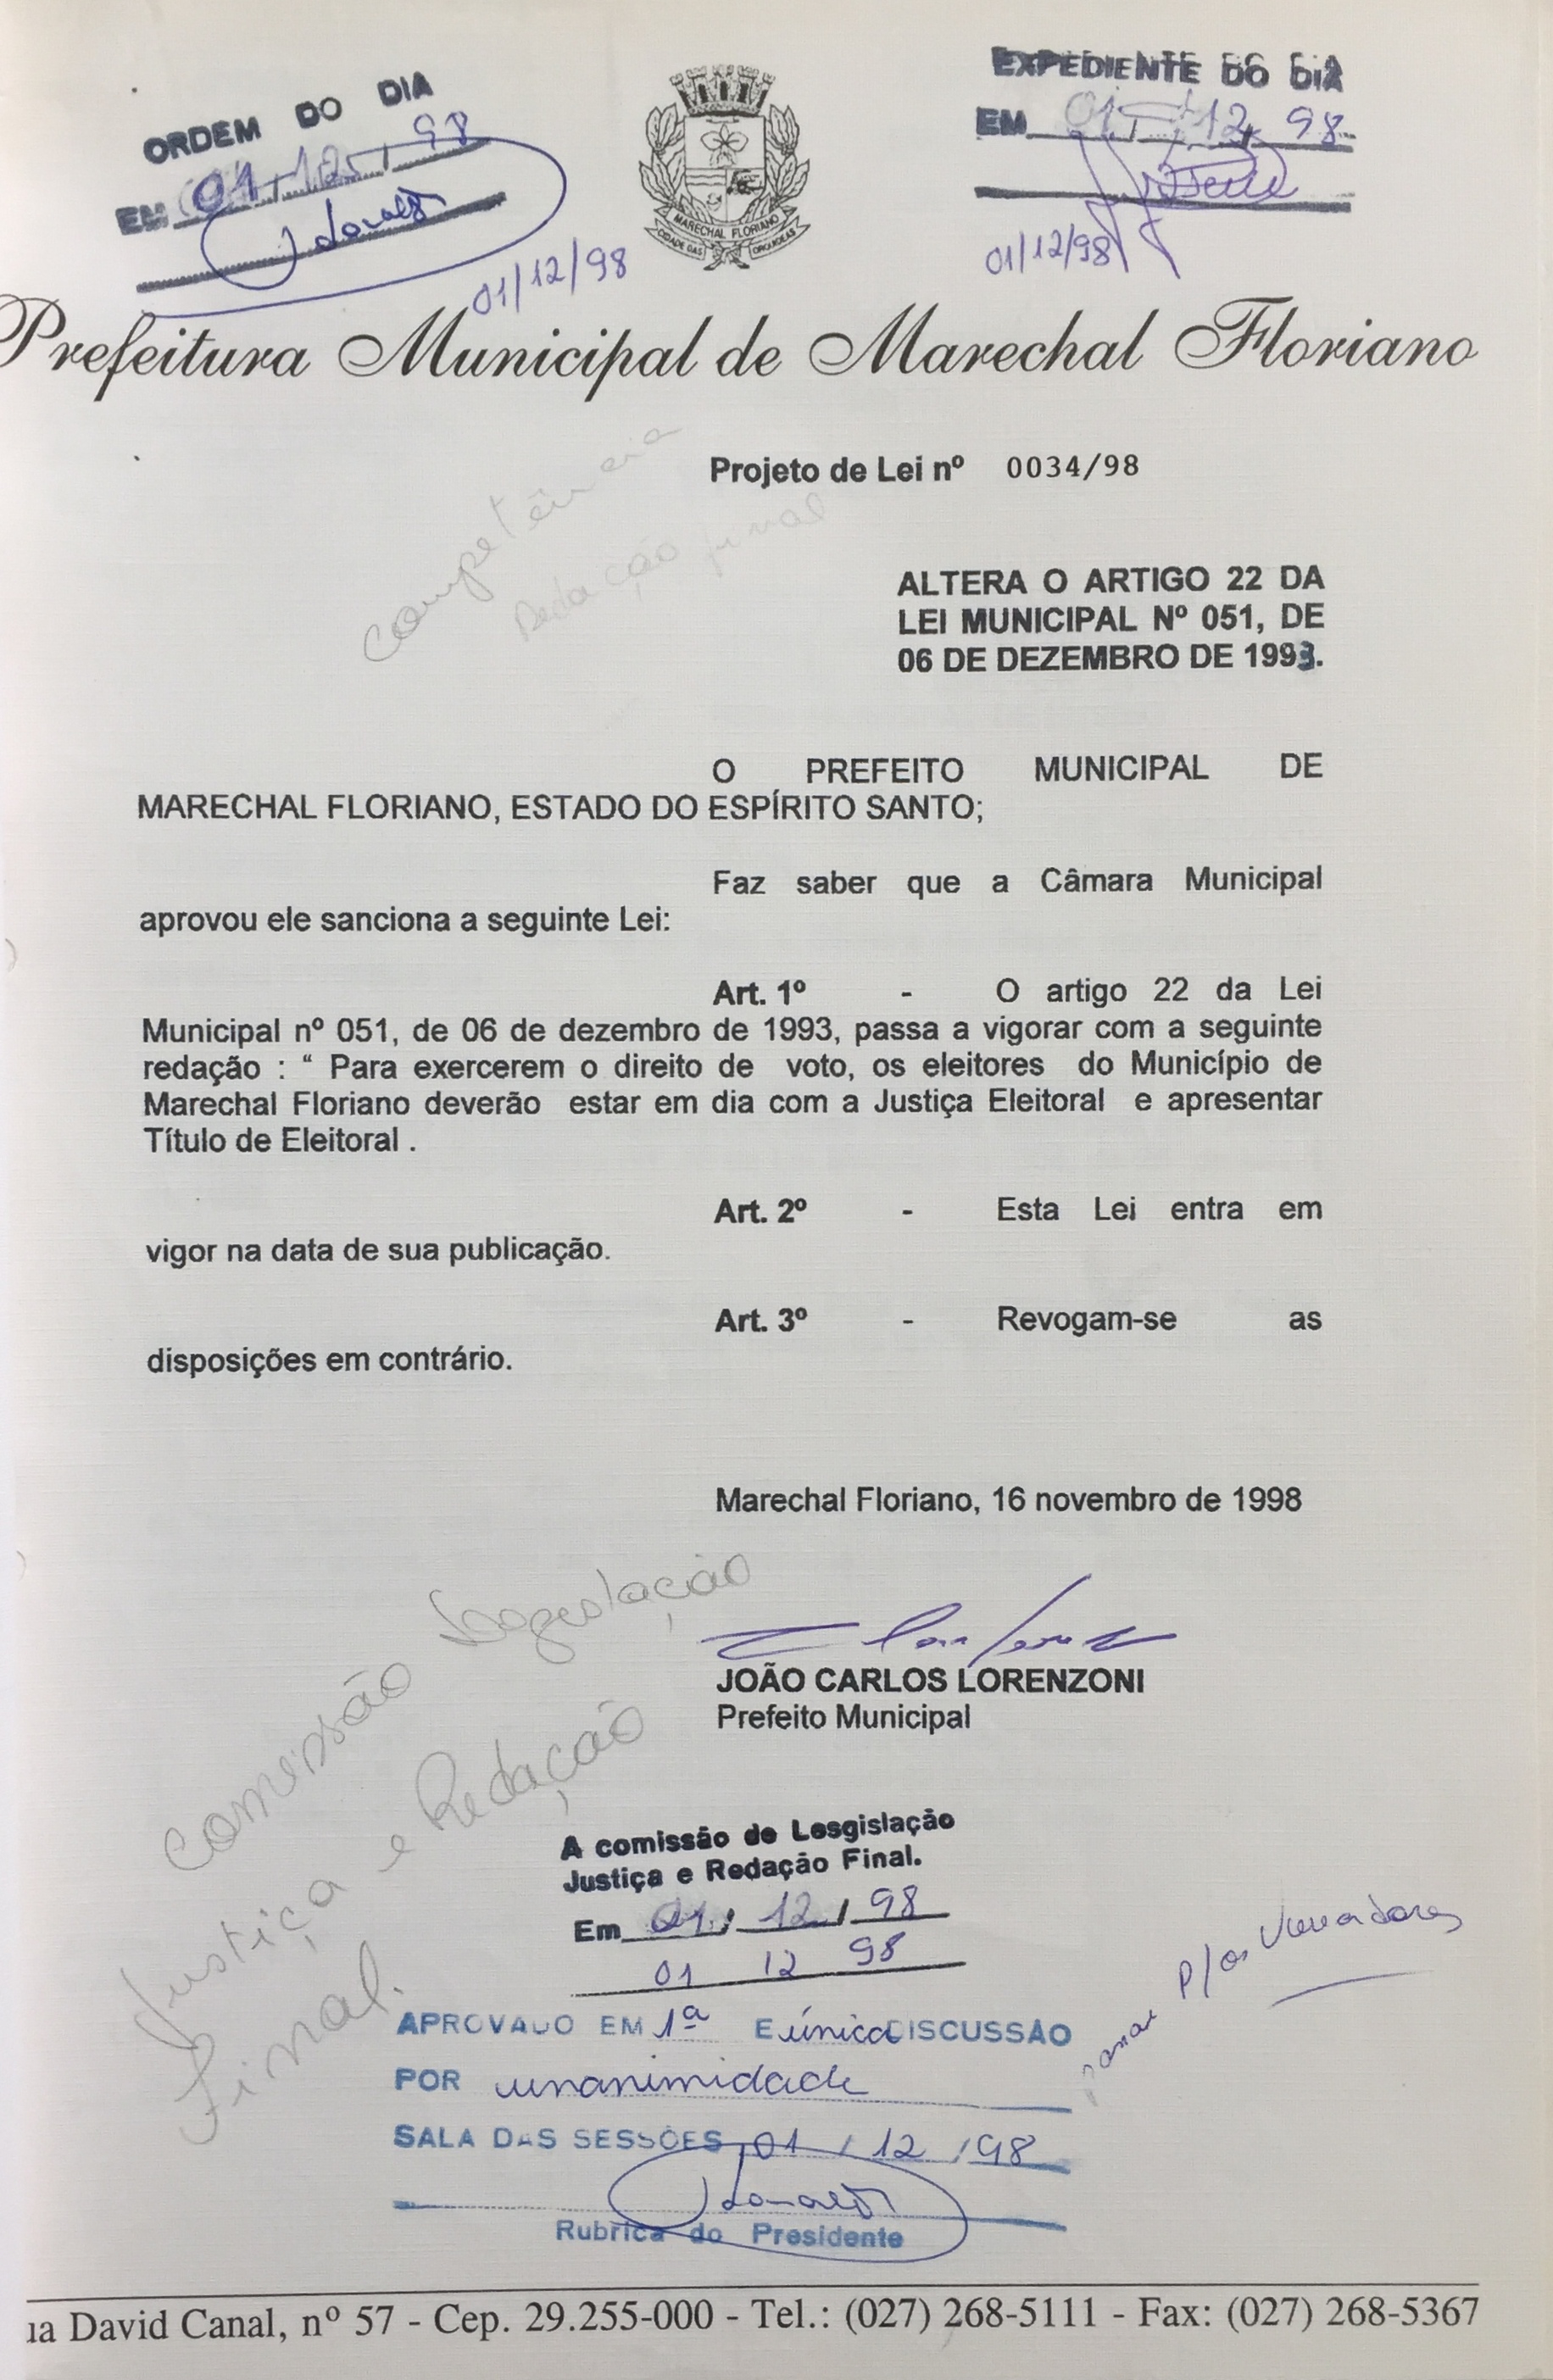 ORDEM DO DIA
EM 01.12.98
01/12/98
EXPEDIENTE DO DIA
EM 01.12.98
01/12/98
MARECHAL FLORIANO
CIDADE DAS ORQUIDEAS
Prefeitura Municipal de Marechal Floriano
competência
Redação final
Projeto de Lei nº 0034/98
ALTERA O ARTIGO 22 DA
LEI MUNICIPAL Nº 051, DE
06 DE DEZEMBRO DE 1993.
O PREFEITO MUNICIPAL DE
MARECHAL FLORIANO, ESTADO DO ESPÍRITO SANTO;
Faz saber que a Câmara Municipal
aprovou ele sanciona a seguinte Lei:
Art. 1º - O artigo 22 da Lei
Municipal nº 051, de 06 de dezembro de 1993, passa a vigorar com a seguinte
redação : “ Para exercerem o direito de voto, os eleitores do Município de
Marechal Floriano deverão estar em dia com a Justiça Eleitoral e apresentar
Título de Eleitoral .
Art. 2º - Esta Lei entra em
vigor na data de sua publicação.
Art. 3º - Revogam-se as
disposições em contrário.
Marechal Floriano, 16 novembro de 1998
JOÃO CARLOS LORENZONI
Prefeito Municipal
Comissão Legislação
Justiça e Redação
Final.
A comissão de Lesgislação
Justiça e Redação Final.
Em 01/12/98
01 12 98
APROVADO EM 1ª E única DISCUSSÃO
POR unanimidade
SALA DAS SESSÕES 01/12/98
Rubrica do Presidente
passar p/ os Vereadores
ua David Canal, nº 57 - Cep. 29.255-000 - Tel.: (027) 268-5111 - Fax: (027) 268-5367